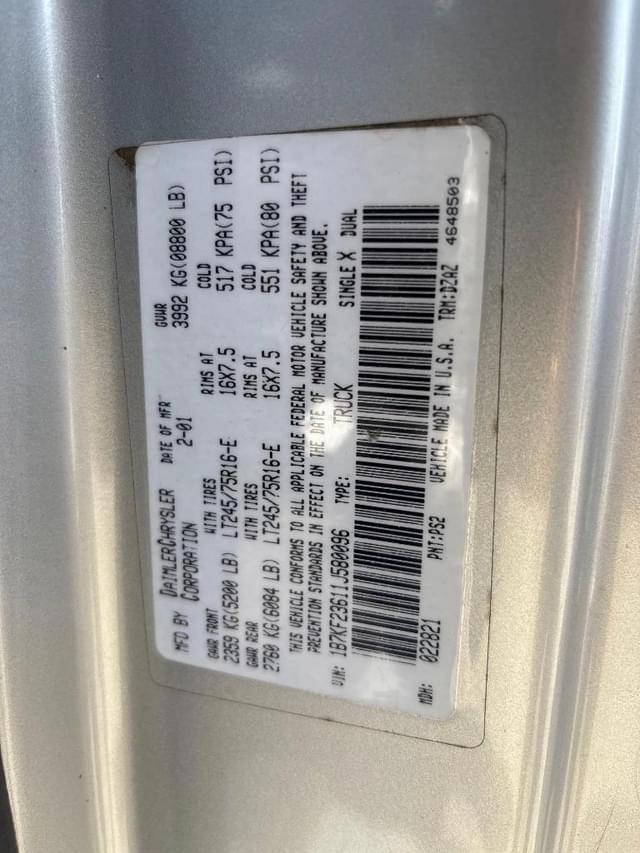 MFD BY DAIMLERCHRYSLER CORPORATION
DATE OF MFR 2-01
GVWR 3992 KG(08800 LB)
GAWR FRONT WITH TIRES RIMS AT COLD
2359 KG(5200 LB) LT245/75R16-E 16X7.5 517 KPA(75 PSI)
GAWR REAR WITH TIRES RIMS AT COLD
2760 KG(6084 LB) LT245/75R16-E 16X7.5 551 KPA(80 PSI)
THIS VEHICLE CONFORMS TO ALL APPLICABLE FEDERAL MOTOR VEHICLE SAFETY AND THEFT
PREVENTION STANDARDS IN EFFECT ON THE DATE OF MANUFACTURE SHOWN ABOVE.
VIN: 1B7KF23611J580096 TYPE: TRUCK SINGLE X DUAL
MDH: 022821 PNT:PS2 VEHICLE MADE IN U.S.A. TRM:DZAZ 4648503